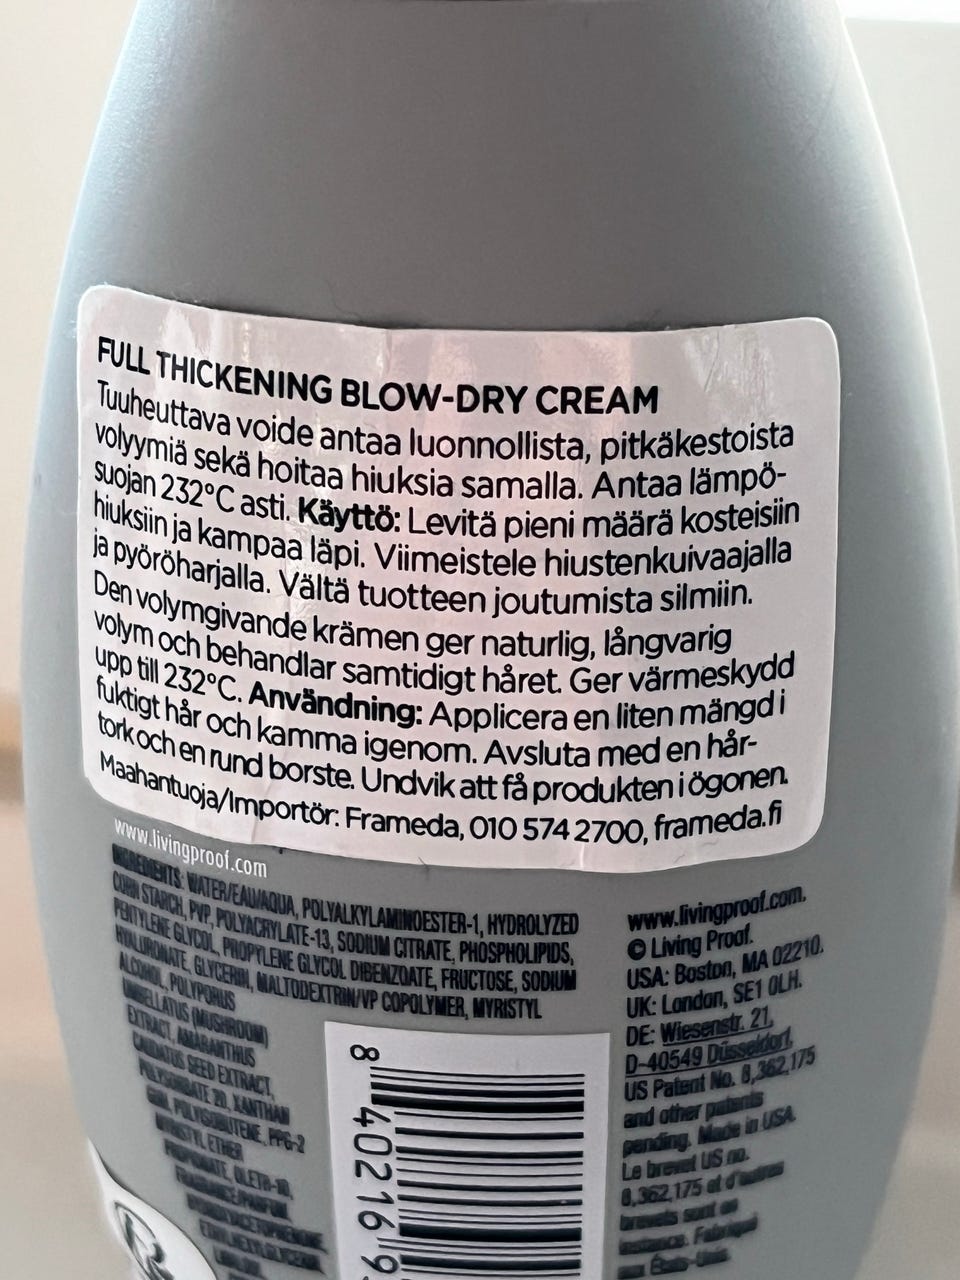 FULL THICKENING BLOW-DRY CREAM
Tuuheuttava voide antaa luonnollista, pitkäkestoista
volyymiä sekä hoitaa hiuksia samalla. Antaa lämpö-
suojan 232°C asti. Käyttö: Levitä pieni määrä kosteisiin
hiuksiin ja kampaa läpi. Viimeistele hiustenkuivaajalla
ja pyöröharjalla. Vältä tuotteen joutumista silmiin.
Den volymgivande krämen ger naturlig, långvarig
volym och behandlar samtidigt håret. Ger värmeskydd
upp till 232°C. Användning: Applicera en liten mängd i
fuktigt hår och kamma igenom. Avsluta med en hår-
tork och en rund borste. Undvik att få produkten i ögonen.
Maahantuoja/Importör: Frameda, 010 574 2700, frameda.fi
www.livingproof.com
INGREDIENTS: WATER/EAU/AQUA, POLYALKYLAMINOESTER-1, HYDROLYZED
CORN STARCH, PVP, POLYACRYLATE-13, SODIUM CITRATE, PHOSPHOLIPIDS,
PENTYLENE GLYCOL, PROPYLENE GLYCOL DIBENZOATE, FRUCTOSE, SODIUM
HYALURONATE, GLYCERIN, MALTODEXTRIN/VP COPOLYMER, MYRISTYL
ALCOHOL, POLYPORUS
UMBELLATUS (MUSHROOM)
EXTRACT, AMARANTHUS
CAUDATUS SEED EXTRACT,
POLYSORBATE 20, XANTHAN
GUM, POLYISOBUTENE, PPG-2
MYRISTYL ETHER
PROPIONATE, OLETH-10,
FRAGRANCE/PARFUM,
8 40216 9
www.livingproof.com.
© Living Proof.
USA: Boston, MA 02210.
UK: London, SE1 0LH.
DE: Wiesenstr. 21,
D-40549 Düsseldorf,
US Patent No. 8,362,175
and other patents
pending. Made in USA.
Le brevet US no.
8,362,175 et d'autres
brevets sont en
instance. Fabriqué
aux États-Unis.